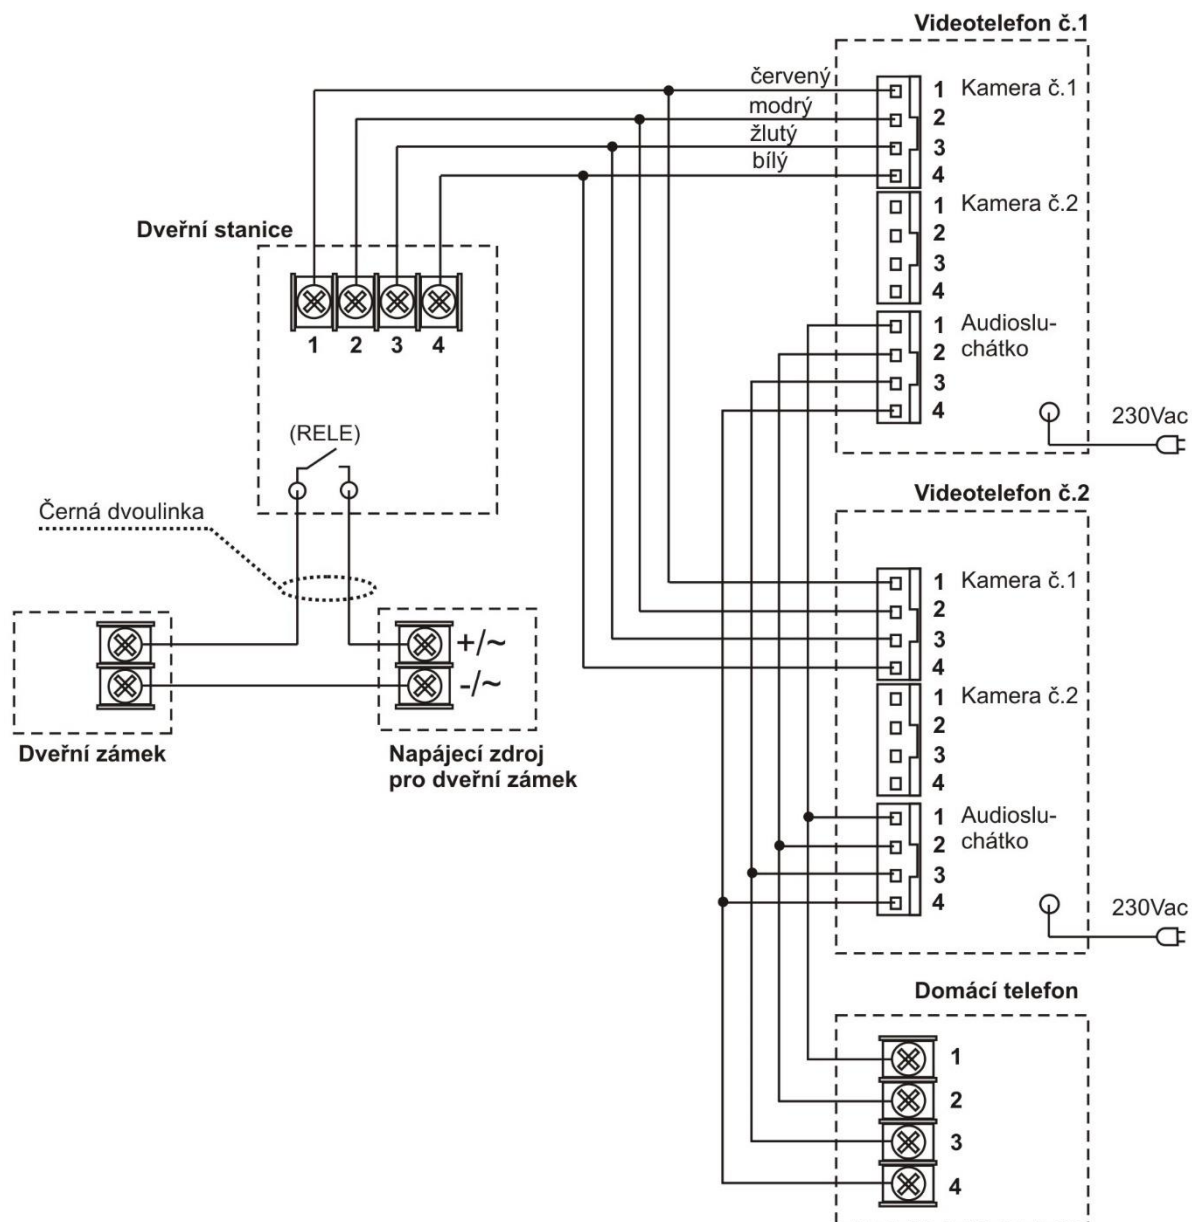 Videotelefon č.1
červený
modrý
žlutý
bílý
1 Kamera č.1
2
3
4
1 Kamera č.2
2
3
4
1 Audioslu-
2 chátko
3
4
230Vac
Dveřní stanice
1 2 3 4
(RELE)
Černá dvoulinka
+/~
-/~
Dveřní zámek
Napájecí zdroj
pro dveřní zámek
Videotelefon č.2
1 Kamera č.1
2
3
4
1 Kamera č.2
2
3
4
1 Audioslu-
2 chátko
3
4
230Vac
Domácí telefon
1
2
3
4